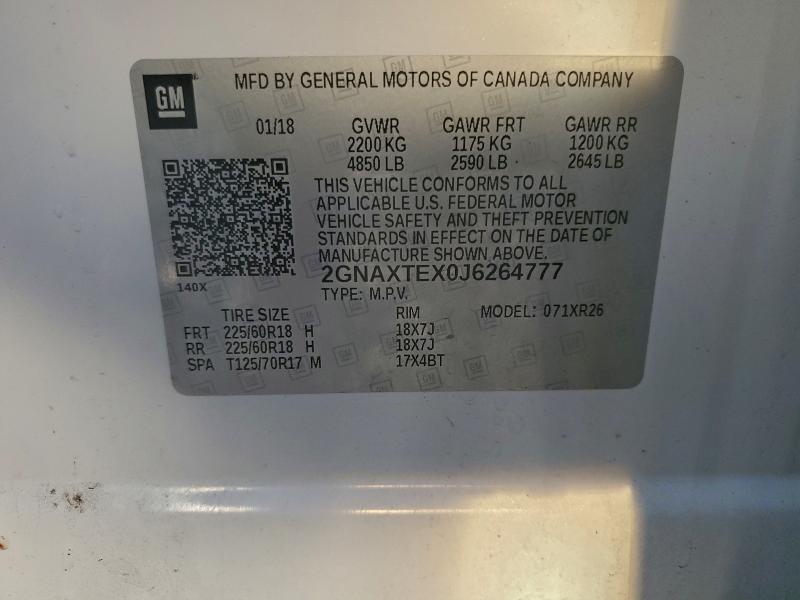 MFD BY GENERAL MOTORS OF CANADA COMPANY
GM
01/18 GVWR GAWR FRT GAWR RR
2200 KG 1175 KG 1200 KG
4850 LB 2590 LB 2645 LB
THIS VEHICLE CONFORMS TO ALL
APPLICABLE U.S. FEDERAL MOTOR
VEHICLE SAFETY AND THEFT PREVENTION
STANDARDS IN EFFECT ON THE DATE OF
MANUFACTURE SHOWN ABOVE.
2GNAXTEX0J6264777
140X
TYPE: M.P.V.
TIRE SIZE RIM MODEL: 071XR26
FRT 225/60R18 H 18X7J
RR 225/60R18 H 18X7J
SPA T125/70R17 M 17X4BT